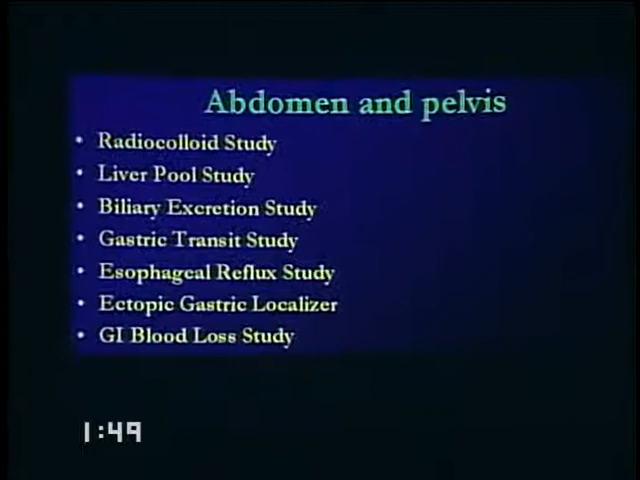 Abdomen and pelvis
• Radiocolloid Study
• Liver Pool Study
• Biliary Excretion Study
• Gastric Transit Study
• Esophageal Reflux Study
• Ectopic Gastric Localizer
• GI Blood Loss Study
1:49